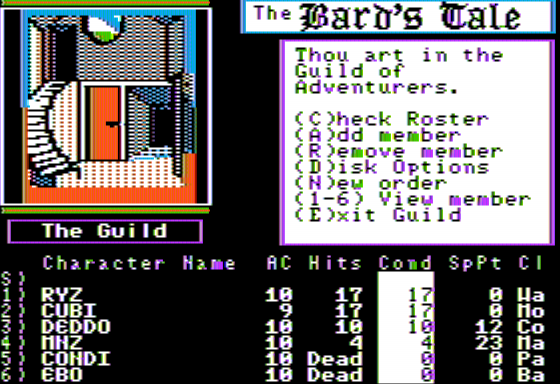 The Bard's Tale
Thou art in the
Guild of
Adventurers.
(C)heck Roster
(A)dd member
(R)emove member
(D)isk Options
(N)ew order
(1-6) View member
(E)xit Guild
The Guild
Character Name AC Hits Cond SpPt Cl
S)
1) RYZ 10 17 17 0 Wa
2) CUBI 9 17 17 0 Mo
3) DEDDO 10 10 10 12 Co
4) MNZ 10 4 4 23 Ma
5) CONDI 10 Dead 0 0 Pa
6) EBO 10 Dead 0 0 Ba